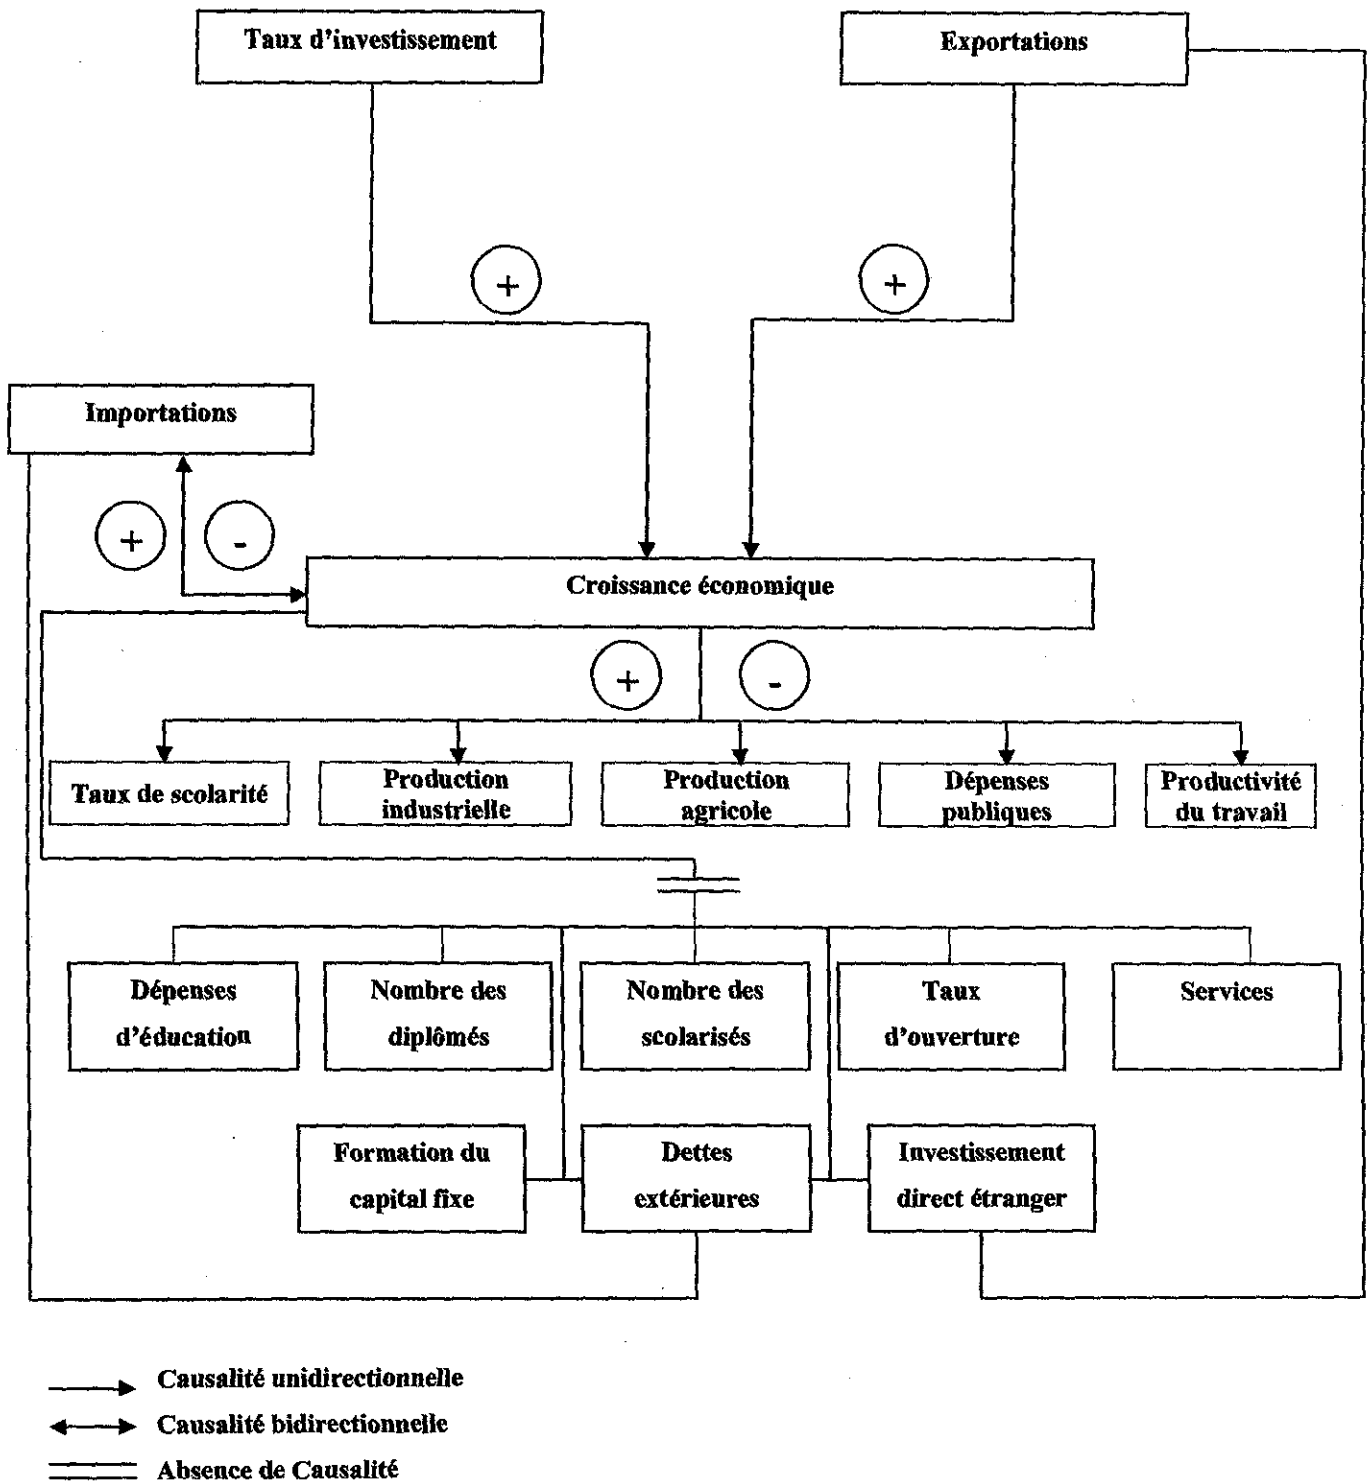 Taux d'investissement
Exportations
+
+
Importations
+
-
Croissance économique
+
-
Taux de scolarité
Production
industrielle
Production
agricole
Dépenses
publiques
Productivité
du travail
Dépenses
d'éducation
Nombre des
diplômés
Nombre des
scolarisés
Taux
d'ouverture
Services
Formation du
capital fixe
Dettes
extérieures
Investissement
direct étranger
Causalité unidirectionnelle
Causalité bidirectionnelle
Absence de Causalité